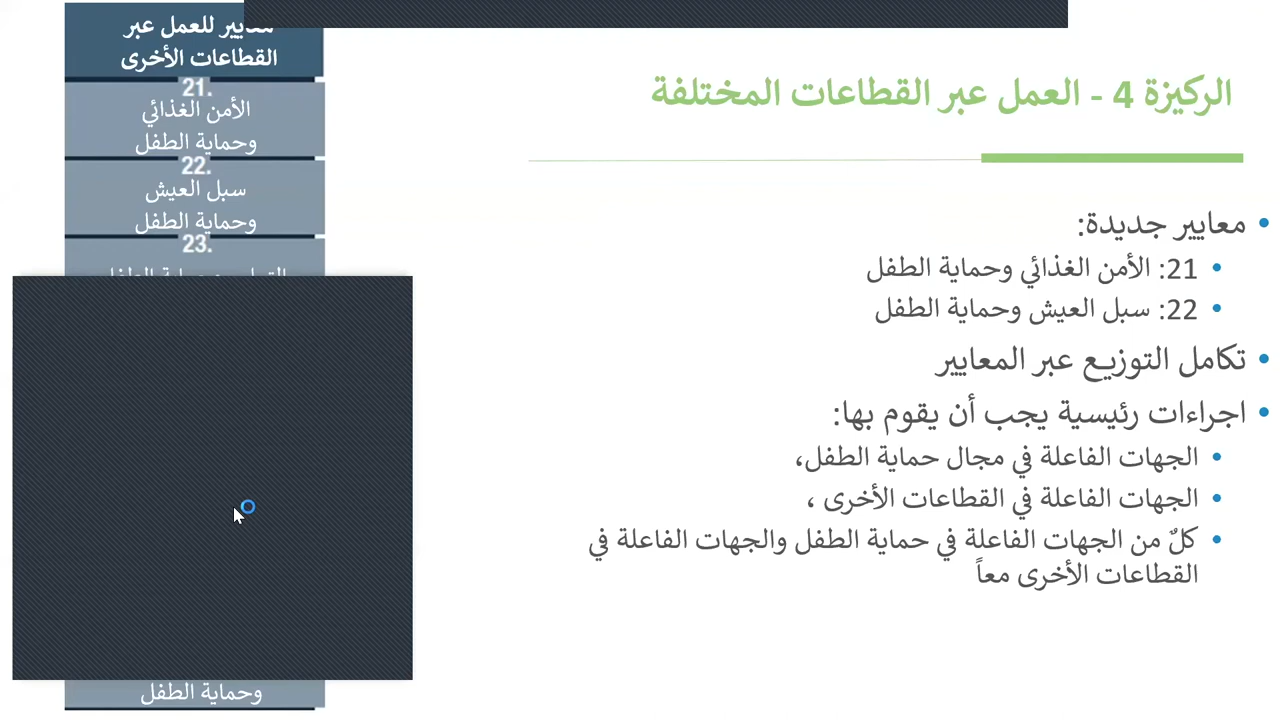 الركيزة 4 - العمل عبر القطاعات المختلفة
معايير جديدة:
21: الأمن الغذائي وحماية الطفل
22: سبل العيش وحماية الطفل
تكامل التوزيع عبر المعايير
اجراءات رئيسية يجب أن يقوم بها:
الجهات الفاعلة في مجال حماية الطفل،
الجهات الفاعلة في القطاعات الأخرى ،
كلٌ من الجهات الفاعلة في حماية الطفل والجهات الفاعلة في
القطاعات الأخرى معاً
معايير للعمل عبر
القطاعات الأخرى
21.
الأمن الغذائي
وحماية الطفل
22.
سبل العيش
وحماية الطفل
23.
وحماية الطفل